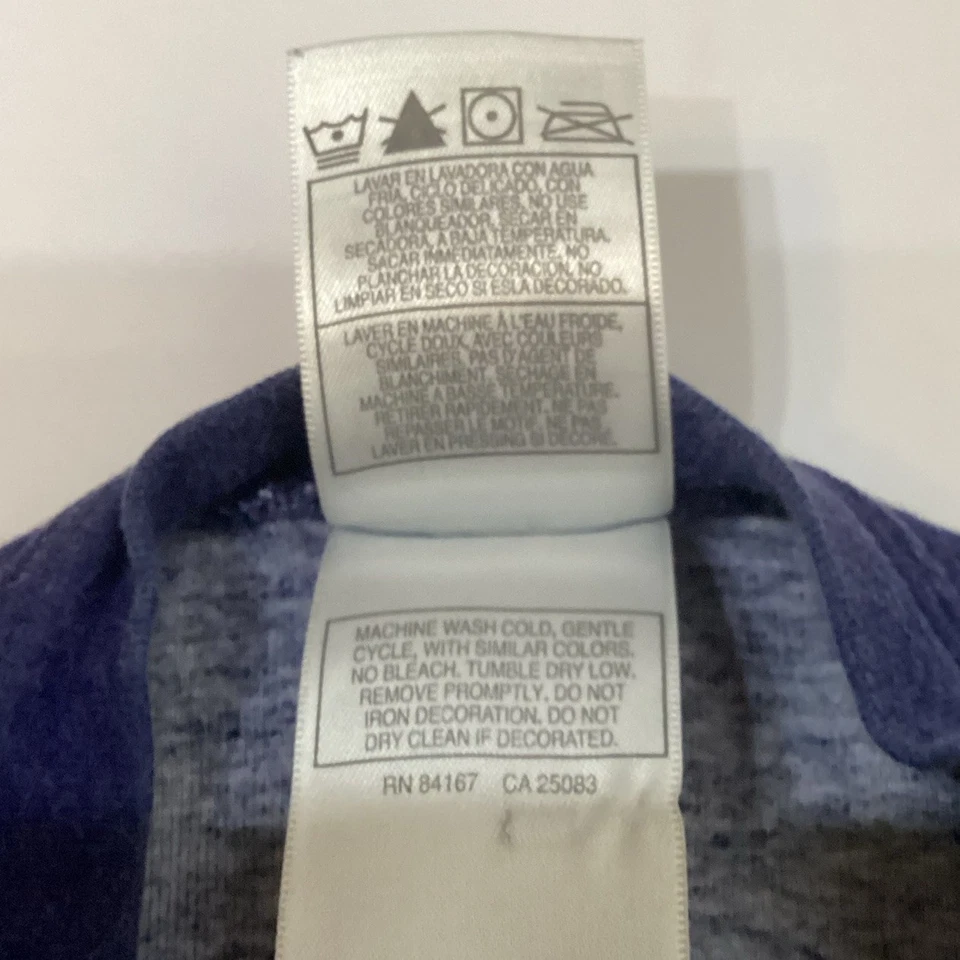 LAVAR EN LAVADORA CON AGUA
FRIA, CICLO DELICADO, CON
COLORES SIMILARES, NO USE
BLANQUEADOR, SECAR EN
SECADORA, A BAJA TEMPERATURA.
SACAR INMEDIATAMENTE, NO
PLANCHAR LA DECORACION, NO
LIMPIAR EN SECO SI ESLA DECORADO.
LAVER EN MACHINE À L'EAU FROIDE,
CYCLE DOUX, AVEC COULEURS
SIMILAIRES, PAS D'AGENT DE
BLANCHIMENT, SECHAGE EN
MACHINE A BASSE TEMPERATURE.
RETIRER RAPIDEMENT, NE PAS
REPASSER LE MOTIF, NE PAS
LAVER EN PRESSING SI DECORE.
MACHINE WASH COLD, GENTLE
CYCLE, WITH SIMILAR COLORS.
NO BLEACH. TUMBLE DRY LOW.
REMOVE PROMPTLY. DO NOT
IRON DECORATION. DO NOT
DRY CLEAN IF DECORATED.
RN 84167 CA 25083